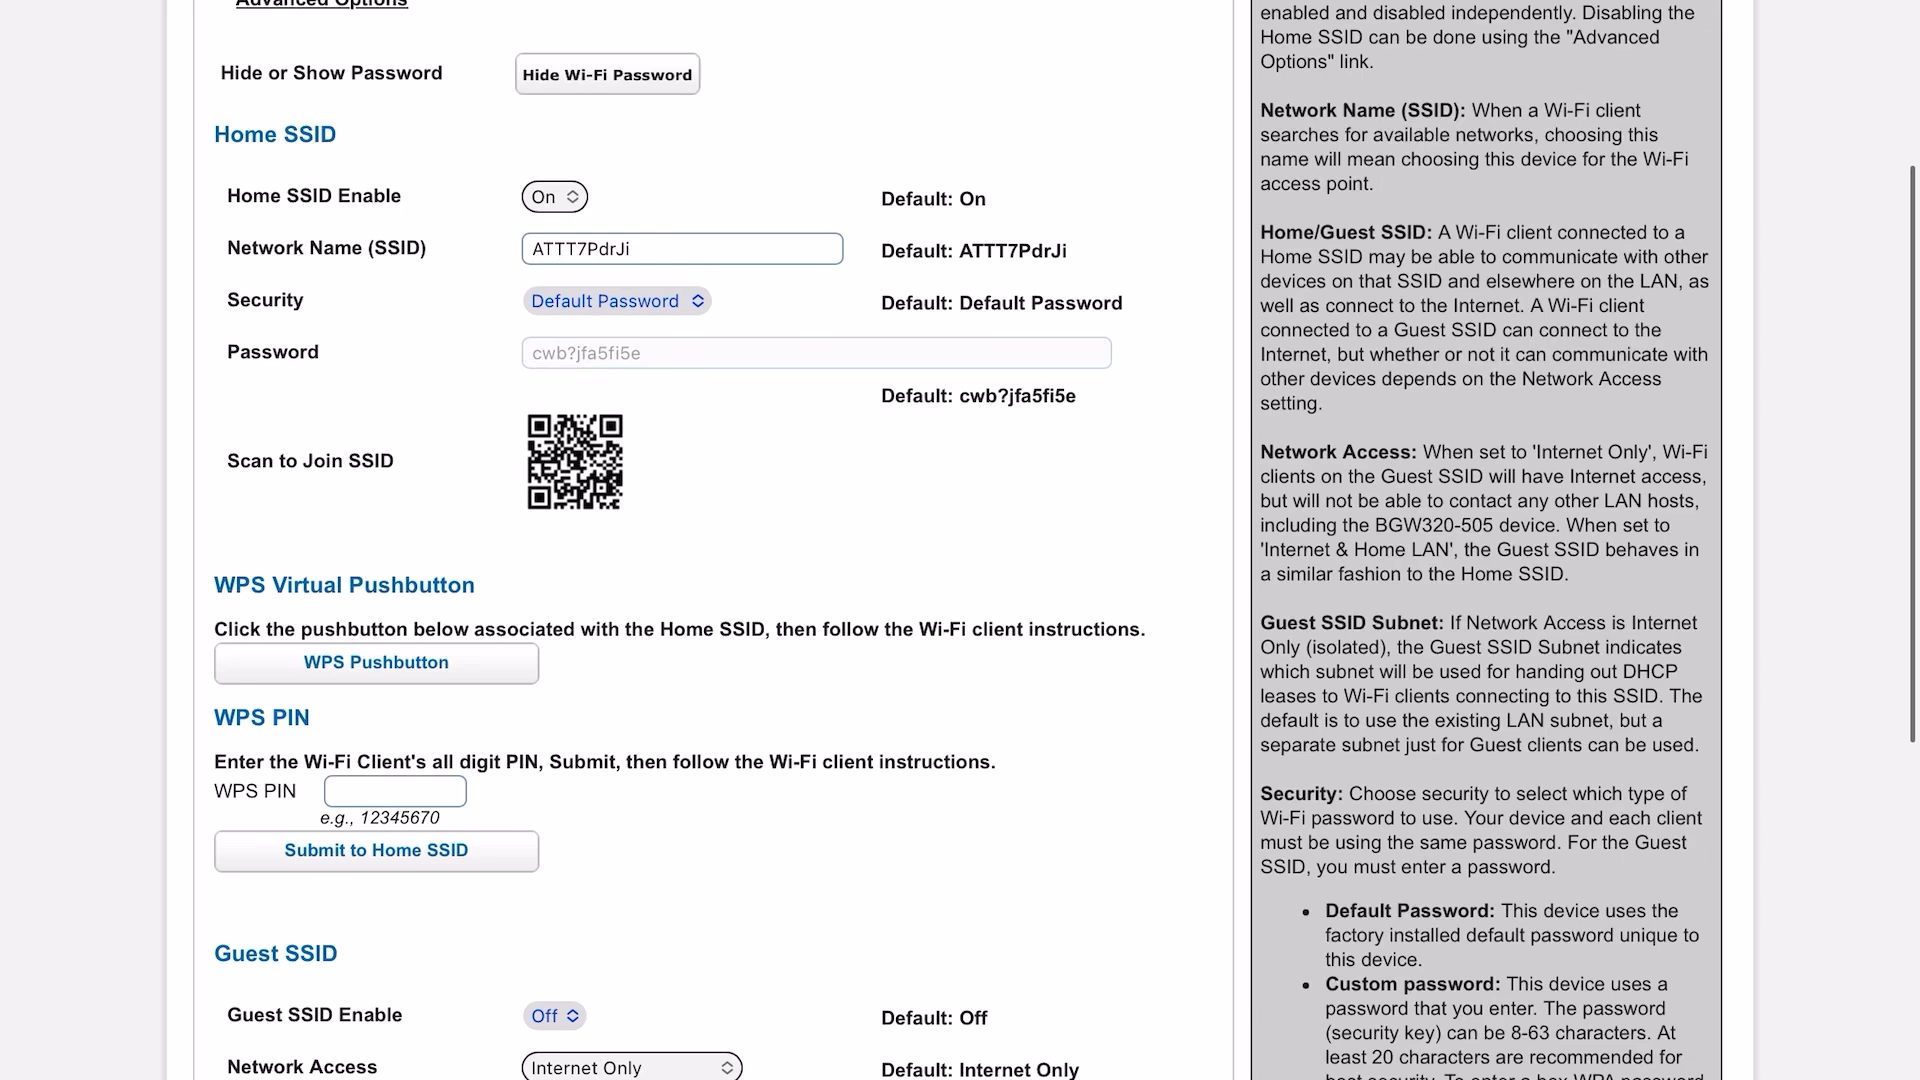 Advanced Options
Hide or Show Password
Hide Wi-Fi Password
Home SSID
Home SSID Enable
On
Default: On
Network Name (SSID)
ATTT7PdrJi
Default: ATTT7PdrJi
Security
Default Password
Default: Default Password
Password
cwb?jfa5fi5e
Default: cwb?jfa5fi5e
Scan to Join SSID
WPS Virtual Pushbutton
Click the pushbutton below associated with the Home SSID, then follow the Wi-Fi client instructions.
WPS Pushbutton
WPS PIN
Enter the Wi-Fi Client's all digit PIN, Submit, then follow the Wi-Fi client instructions.
WPS PIN
e.g., 12345670
Submit to Home SSID
Guest SSID
Guest SSID Enable
Off
Default: Off
Network Access
Internet Only
Default: Internet Only
enabled and disabled independently. Disabling the
Home SSID can be done using the "Advanced
Options" link.
Network Name (SSID): When a Wi-Fi client
searches for available networks, choosing this
name will mean choosing this device for the Wi-Fi
access point.
Home/Guest SSID: A Wi-Fi client connected to a
Home SSID may be able to communicate with other
devices on that SSID and elsewhere on the LAN, as
well as connect to the Internet. A Wi-Fi client
connected to a Guest SSID can connect to the
Internet, but whether or not it can communicate with
other devices depends on the Network Access
setting.
Network Access: When set to 'Internet Only', Wi-Fi
clients on the Guest SSID will have Internet access,
but will not be able to contact any other LAN hosts,
including the BGW320-505 device. When set to
'Internet & Home LAN', the Guest SSID behaves in
a similar fashion to the Home SSID.
Guest SSID Subnet: If Network Access is Internet
Only (isolated), the Guest SSID Subnet indicates
which subnet will be used for handing out DHCP
leases to Wi-Fi clients connecting to this SSID. The
default is to use the existing LAN subnet, but a
separate subnet just for Guest clients can be used.
Security: Choose security to select which type of
Wi-Fi password to use. Your device and each client
must be using the same password. For the Guest
SSID, you must enter a password.
• Default Password: This device uses the
factory installed default password unique to
this device.
• Custom password: This device uses a
password that you enter. The password
(security key) can be 8-63 characters. At
least 20 characters are recommended for
best security. To enter a hex WPA password